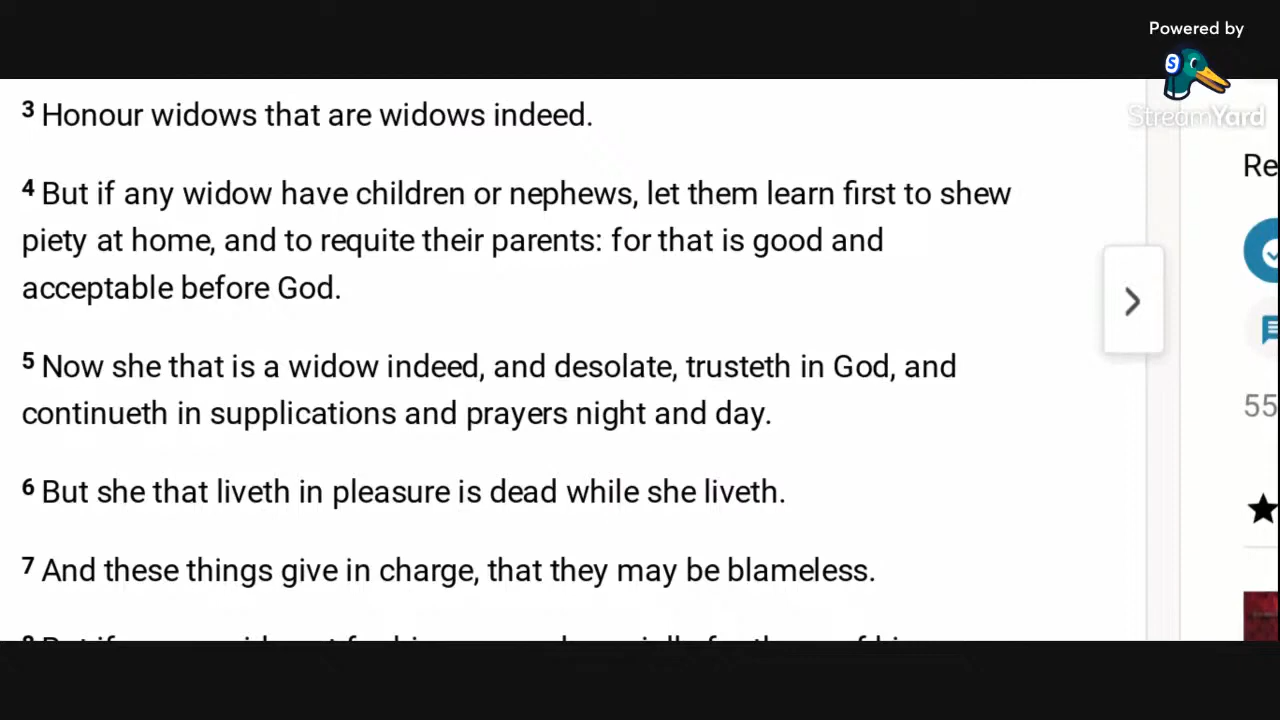 Powered by
StreamYard
3 Honour widows that are widows indeed.
4 But if any widow have children or nephews, let them learn first to shew
piety at home, and to requite their parents: for that is good and
acceptable before God.
5 Now she that is a widow indeed, and desolate, trusteth in God, and
continueth in supplications and prayers night and day.
6 But she that liveth in pleasure is dead while she liveth.
7 And these things give in charge, that they may be blameless.
Re
55